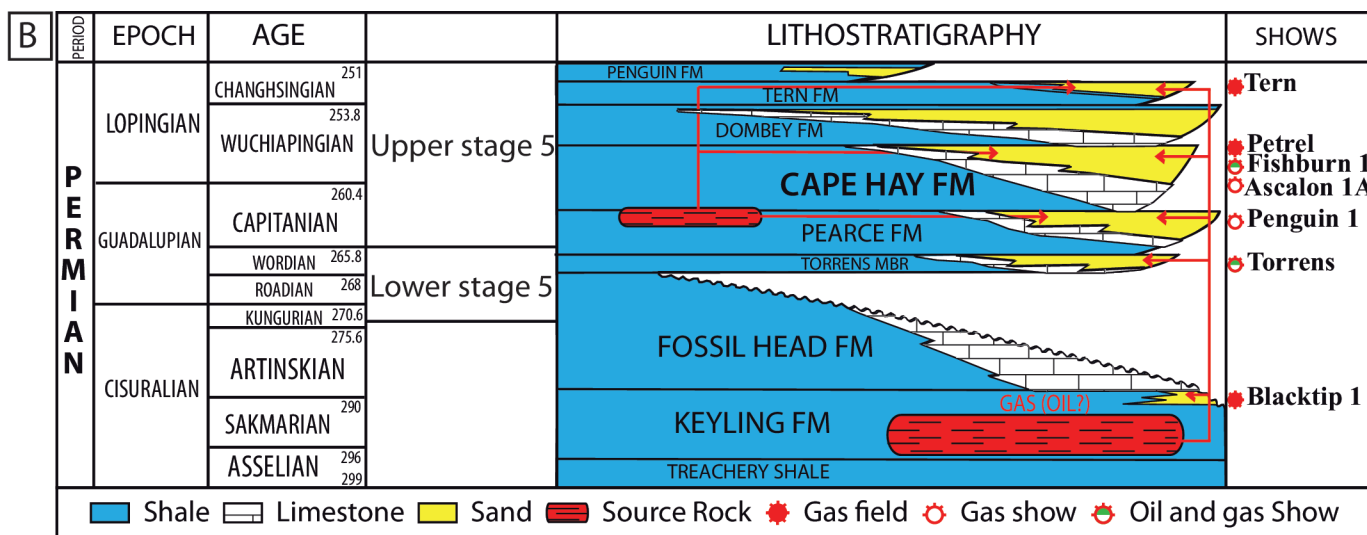 B
PERIOD EPOCH AGE LITHOSTRATIGRAPHY SHOWS
PERMIAN
LOPINGIAN
GUADALUPIAN
CISURALIAN
251
CHANGHSINGIAN
253.8
WUCHIAPINGIAN
260.4
CAPITANIAN
WORDIAN 265.8
ROADIAN 268
KUNGURIAN 270.6
275.6
ARTINSKIAN
290
SAKMARIAN
ASSELIAN 296
299
Upper stage 5
Lower stage 5
PENGUIN FM
TERN FM
DOMBEY FM
CAPE HAY FM
PEARCE FM
TORRENS MBR
FOSSIL HEAD FM
GAS (OIL?)
KEYLING FM
TREACHERY SHALE
Tern
Petrel
Fishburn 1
Ascalon 1A
Penguin 1
Torrens
Blacktip 1
Shale Limestone Sand Source Rock Gas field Gas show Oil and gas Show